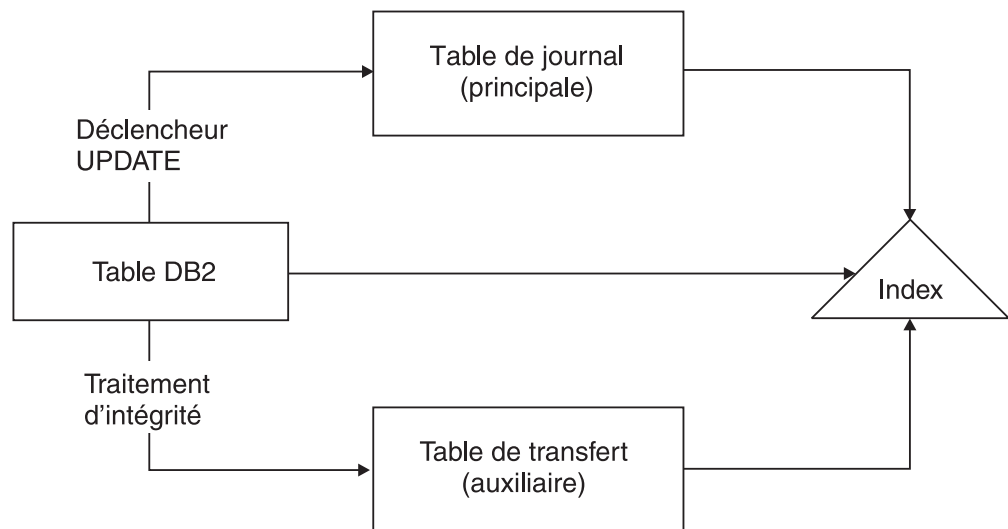 Table de journal
(principale)
Déclencheur
UPDATE
Table DB2
Index
Traitement
d'intégrité
Table de transfert
(auxiliaire)